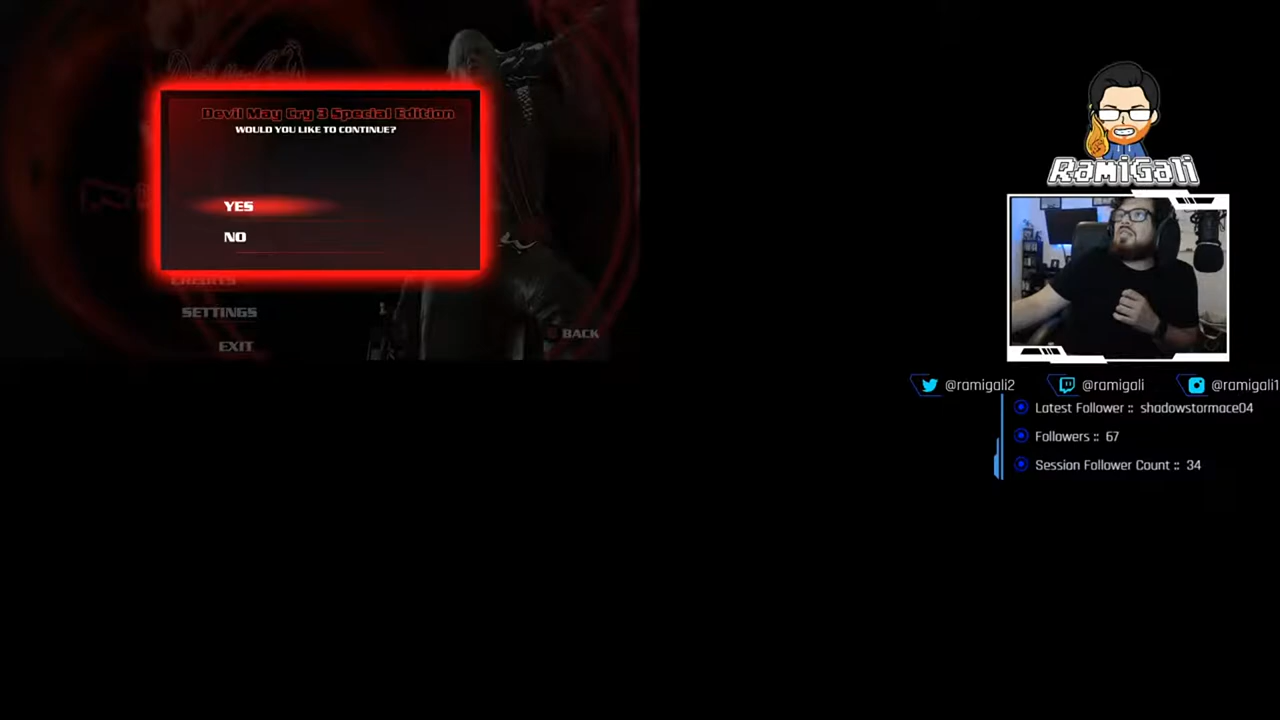 Devil May Cry 3 Special Edition
WOULD YOU LIKE TO CONTINUE?
YES
NO
CREDITS
SETTINGS
EXIT
BACK
RamiGali
@ramigali2
@ramigali
@ramigali1
Latest Follower :: shadowstormace04
Followers :: 67
Session Follower Count :: 34